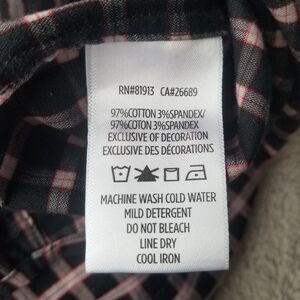 RN#81913 CA#26689
97%COTTON 3%SPANDEX/
97%COTTON 3%SPANDEX
EXCLUSIVE OF DECORATION
EXCLUSIVE DES DÉCORATIONS
MACHINE WASH COLD WATER
MILD DETERGENT
DO NOT BLEACH
LINE DRY
COOL IRON